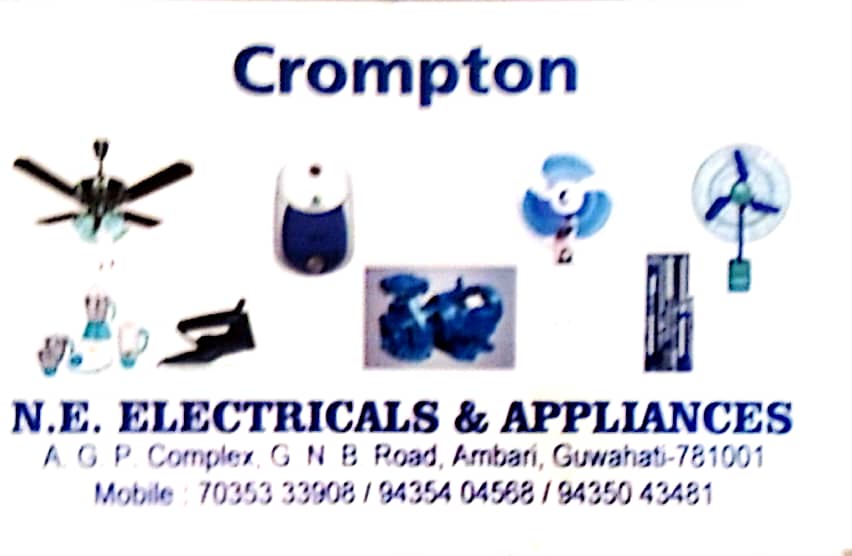 Crompton
N.E. ELECTRICALS & APPLIANCES
A. G. P. Complex, G N B Road, Ambari, Guwahati-781001
Mobile : 70353 33908 / 94354 04568 / 94350 43481